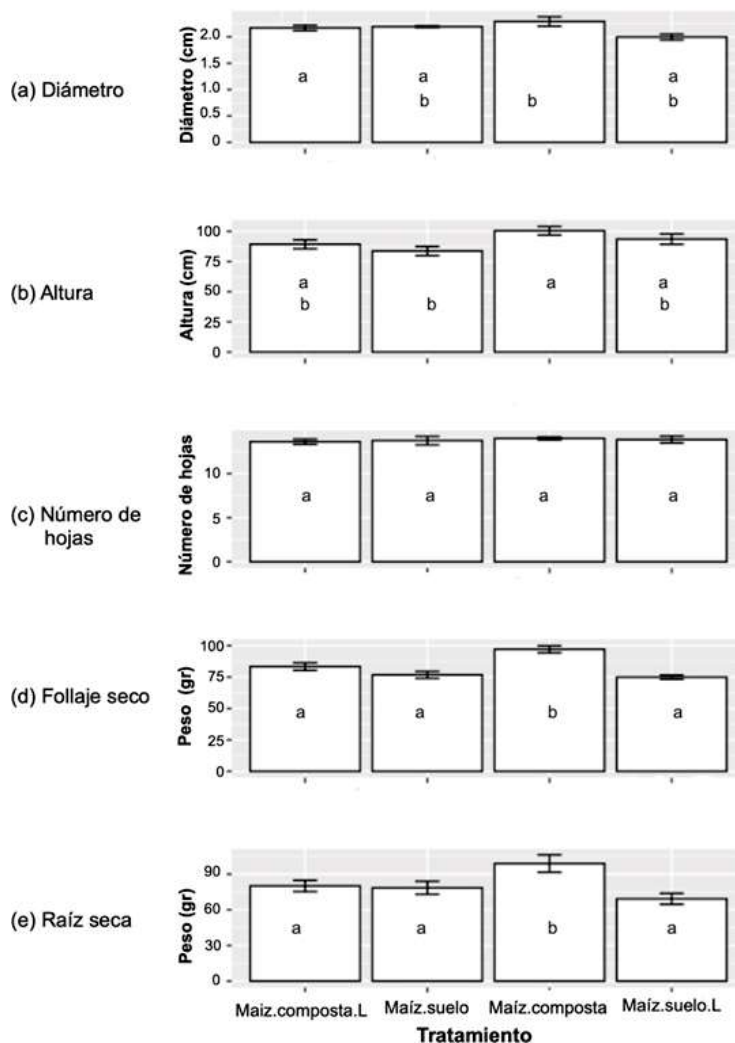 (a) Diámetro
Diámetro (cm)
2.0
1.5
1.0
0.5
0
a
a
b
b
a
b
(b) Altura
Altura (cm)
100
75
50
25
0
a
b
b
a
a
b
(c) Número de
hojas
Número de hojas
10
5
0
a
a
a
a
(d) Follaje seco
Peso (gr)
100
75
50
25
0
a
a
b
a
(e) Raíz seca
Peso (gr)
90
60
30
0
a
a
b
a
Maiz.composta.L
Maíz.suelo
Maíz.composta
Maíz.suelo.L
Tratamiento